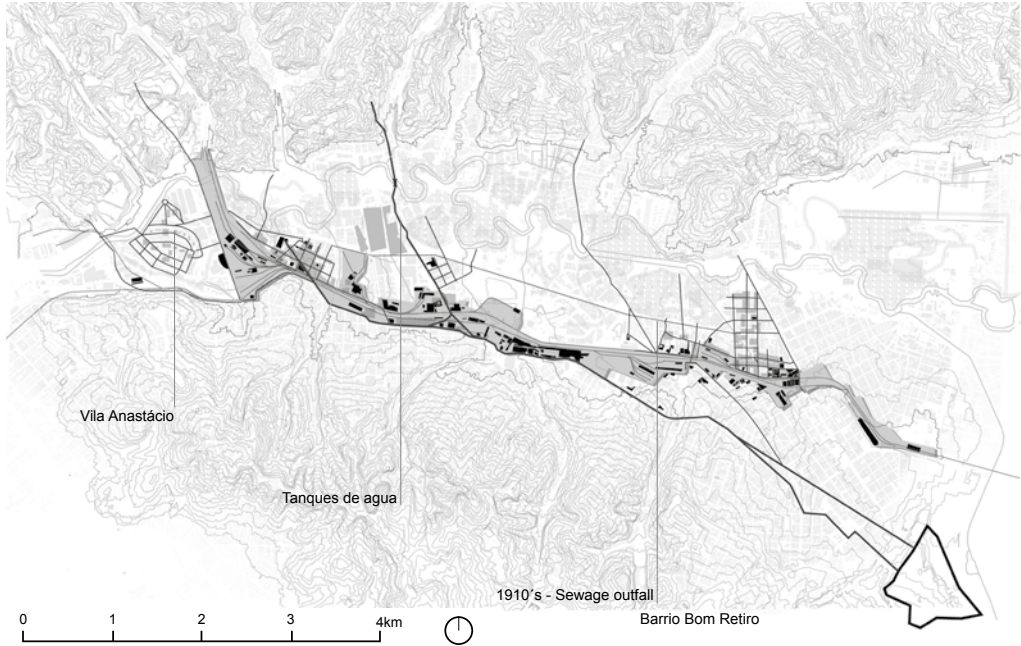 Vila Anastácio
Tanques de agua
1910´s - Sewage outfall
Barrio Bom Retiro
0 1 2 3 4km